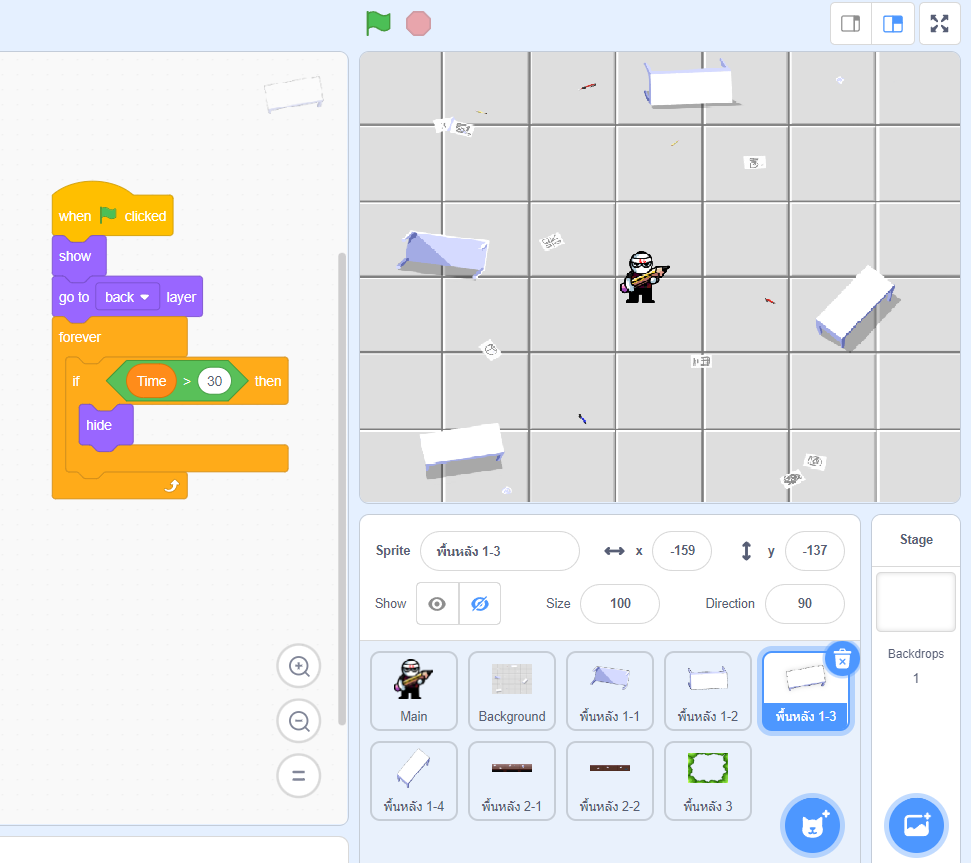 when clicked
show
go to back layer
forever
if Time > 30 then
hide
Sprite พื้นหลัง 1-3 x -159 y -137
Show Size 100 Direction 90
Stage
Backdrops
1
Main Background พื้นหลัง 1-1 พื้นหลัง 1-2 พื้นหลัง 1-3
พื้นหลัง 1-4 พื้นหลัง 2-1 พื้นหลัง 2-2 พื้นหลัง 3